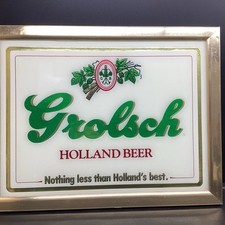 Grolsch
HOLLAND BEER
Nothing less than Holland's best.